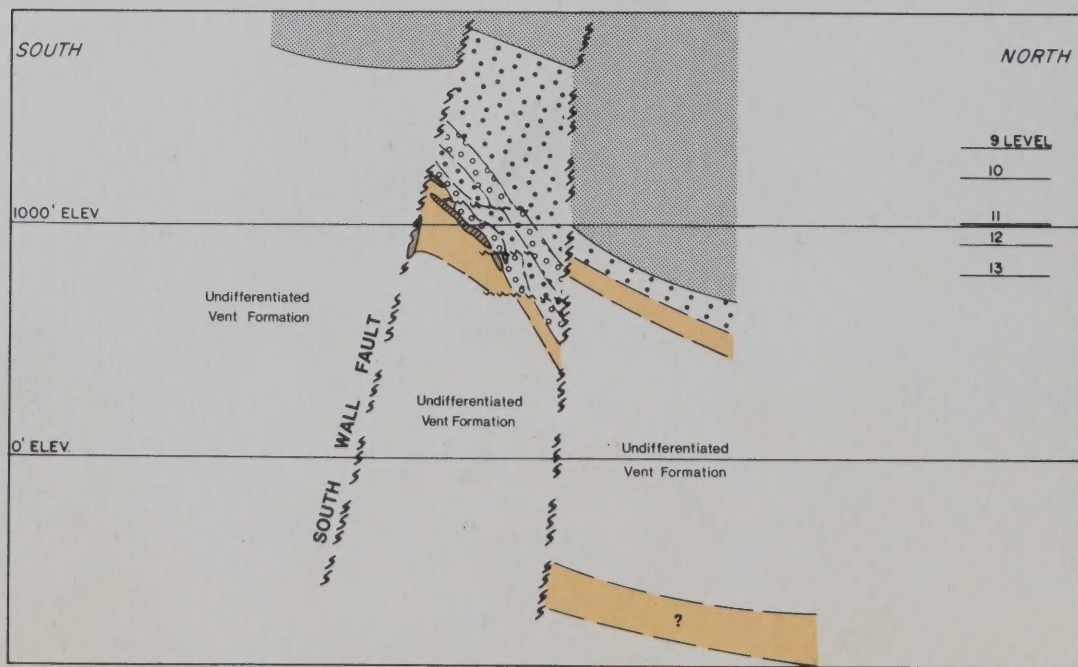 SOUTH
NORTH
9 LEVEL
10
1000' ELEV.
11
12
13
Undifferentiated
Vent Formation
SOUTH WALL FAULT
Undifferentiated
Vent Formation
0' ELEV.
Undifferentiated
Vent Formation
?